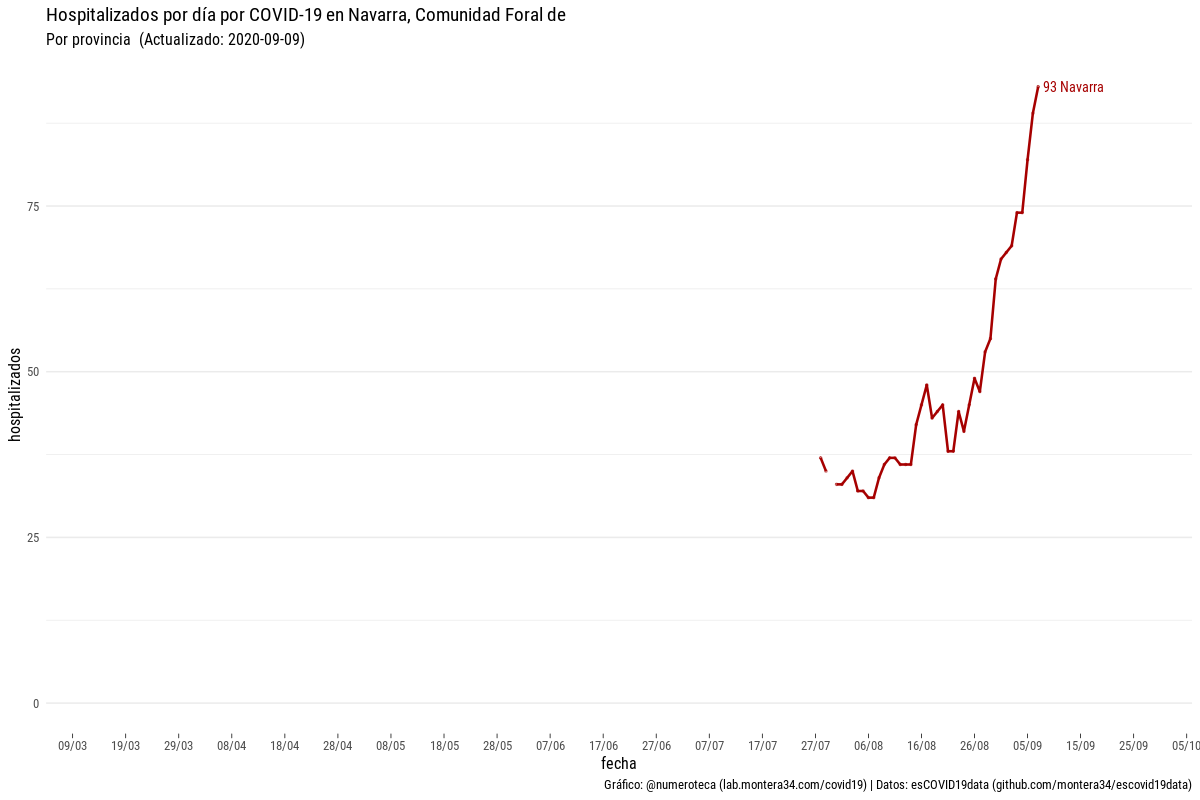 Hospitalizados por día por COVID-19 en Navarra, Comunidad Foral de
Por provincia (Actualizado: 2020-09-09)
93 Navarra
75
50
25
0
hospitalizados
09/03 19/03 29/03 08/04 18/04 28/04 08/05 18/05 28/05 07/06 17/06 27/06 07/07 17/07 27/07 06/08 16/08 26/08 05/09 15/09 25/09 05/10
fecha
Gráfico: @numeroteca (lab.montera34.com/covid19) | Datos: esCOVID19data (github.com/montera34/escovid19data)